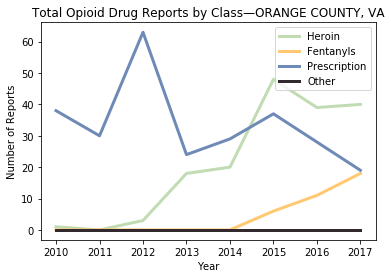 Total Opioid Drug Reports by Class—ORANGE COUNTY, VA
Heroin
Fentanyls
Prescription
Other
Number of Reports
60
50
40
30
20
10
0
2010 2011 2012 2013 2014 2015 2016 2017
Year